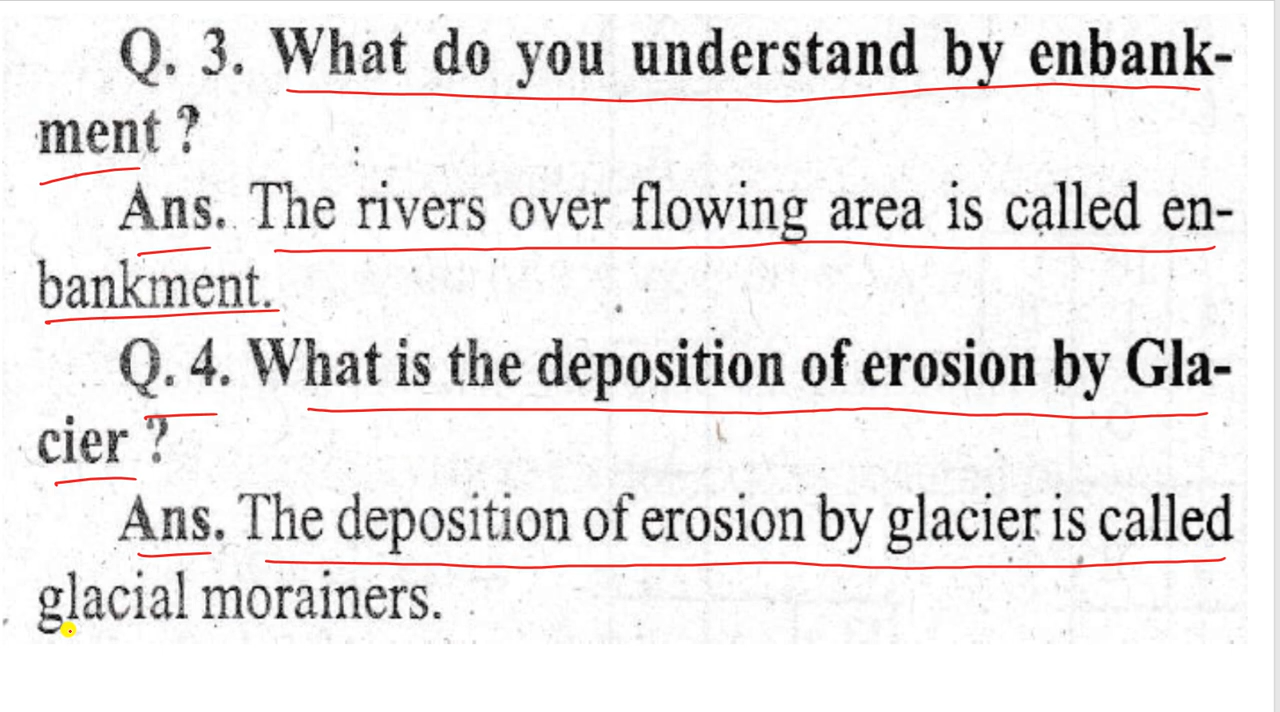 Q. 3. What do you understand by enbank-
ment ?
Ans. The rivers over flowing area is called en-
bankment.
Q. 4. What is the deposition of erosion by Gla-
cier ?
Ans. The deposition of erosion by glacier is called
glacial morainers.